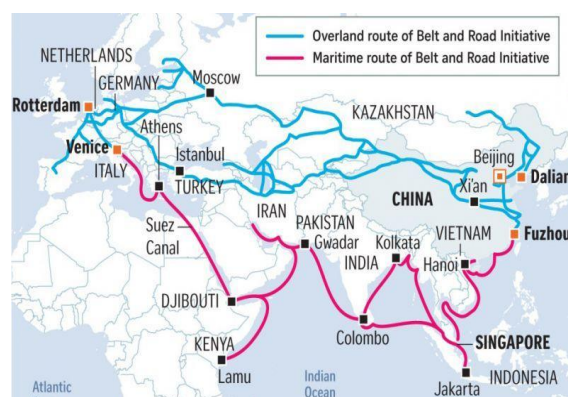 Overland route of Belt and Road Initiative
Maritime route of Belt and Road Initiative
NETHERLANDS
GERMANY
Moscow
Rotterdam
KAZAKHSTAN
Athens
Venice
Beijing
Istanbul
ITALY
TURKEY
Xi'an
Dalian
CHINA
IRAN
Suez
Canal
PAKISTAN
Gwadar
Kolkata
VIETNAM
Fuzhou
INDIA
Hanoi
DJIBOUTI
Colombo
SINGAPORE
KENYA
Lamu
Jakarta
INDONESIA
Atlantic
Indian
Ocean